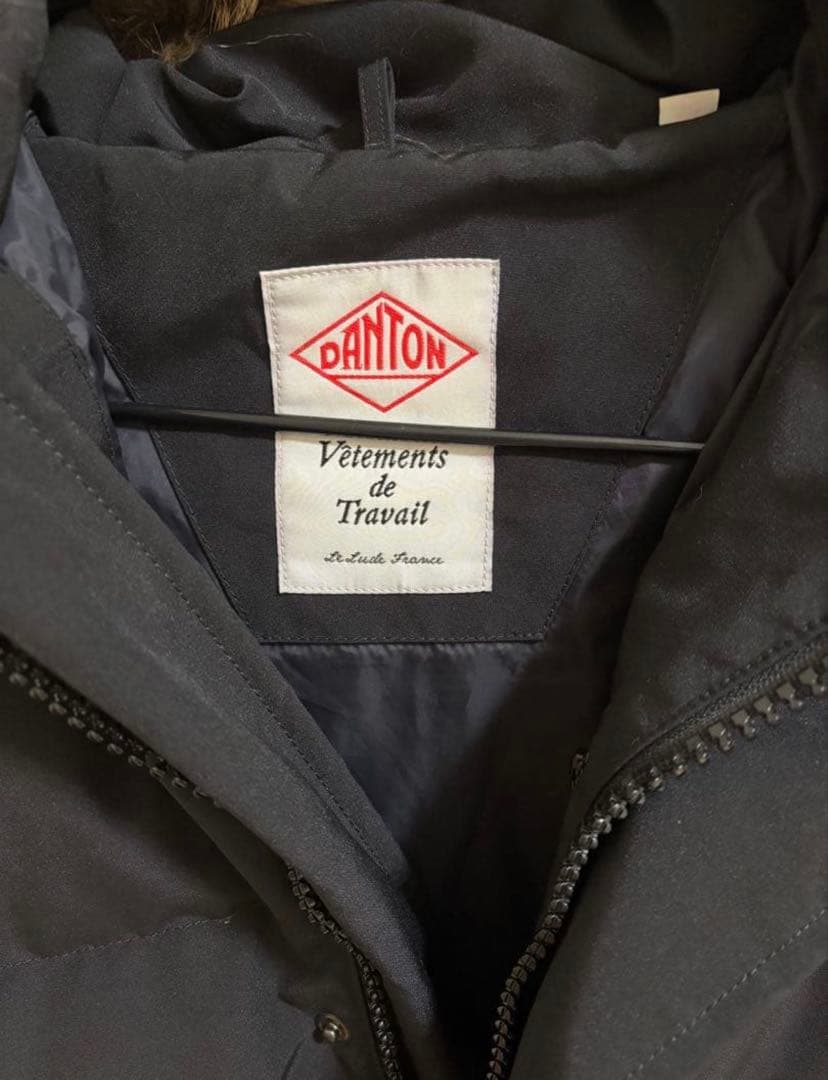 DANTON
Vêtements
de
Travail
Le Lude France